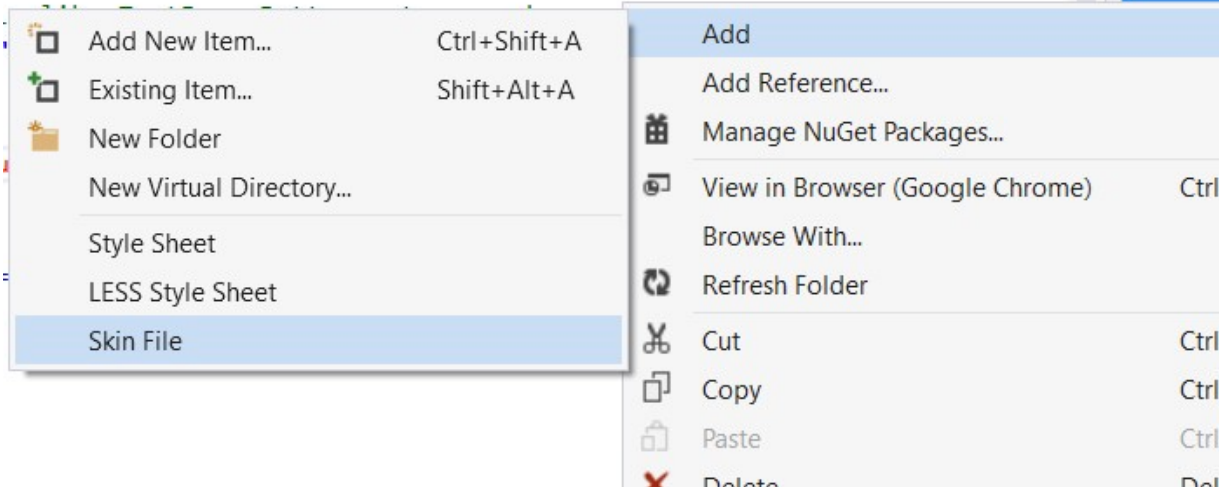 Add New Item... Ctrl+Shift+A
Existing Item... Shift+Alt+A
New Folder
New Virtual Directory...
Style Sheet
LESS Style Sheet
Skin File
Add
Add Reference...
Manage NuGet Packages...
View in Browser (Google Chrome) Ctrl
Browse With...
Refresh Folder
Cut Ctrl
Copy Ctrl
Paste Ctrl
Delete Del